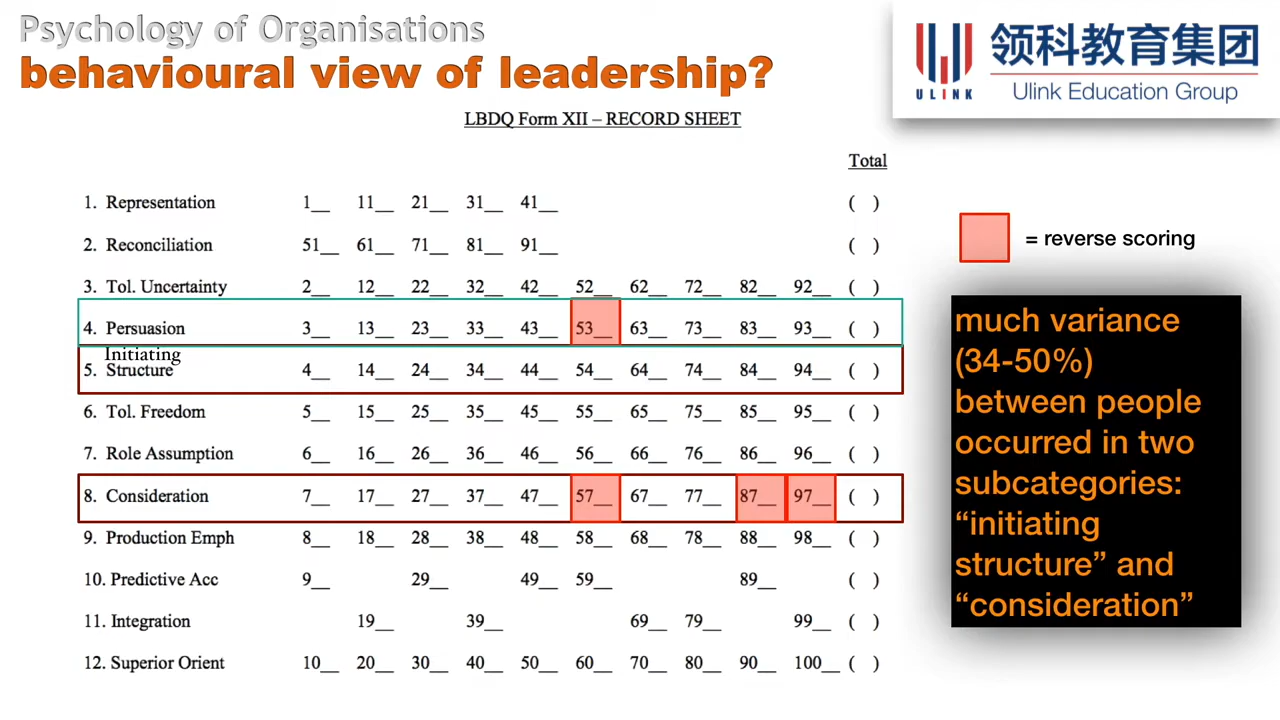 Psychology of Organisations
behavioural view of leadership?
领科教育集团
ULINK
Ulink Education Group
LBDQ Form XII – RECORD SHEET
Total
1. Representation 1__ 11__ 21__ 31__ 41__ ( )
2. Reconciliation 51__ 61__ 71__ 81__ 91__ ( )
3. Tol. Uncertainty 2__ 12__ 22__ 32__ 42__ 52__ 62__ 72__ 82__ 92__ ( )
4. Persuasion 3__ 13__ 23__ 33__ 43__ 53__ 63__ 73__ 83__ 93__ ( )
Initiating
5. Structure 4__ 14__ 24__ 34__ 44__ 54__ 64__ 74__ 84__ 94__ ( )
6. Tol. Freedom 5__ 15__ 25__ 35__ 45__ 55__ 65__ 75__ 85__ 95__ ( )
7. Role Assumption 6__ 16__ 26__ 36__ 46__ 56__ 66__ 76__ 86__ 96__ ( )
8. Consideration 7__ 17__ 27__ 37__ 47__ 57__ 67__ 77__ 87__ 97__ ( )
9. Production Emph 8__ 18__ 28__ 38__ 48__ 58__ 68__ 78__ 88__ 98__ ( )
10. Predictive Acc 9__ 29__ 49__ 59__ 89__ ( )
11. Integration 19__ 39__ 69__ 79__ 99__ ( )
12. Superior Orient 10__ 20__ 30__ 40__ 50__ 60__ 70__ 80__ 90__ 100__ ( )
= reverse scoring
much variance
(34-50%)
between people
occurred in two
subcategories:
“initiating
structure” and
“consideration”